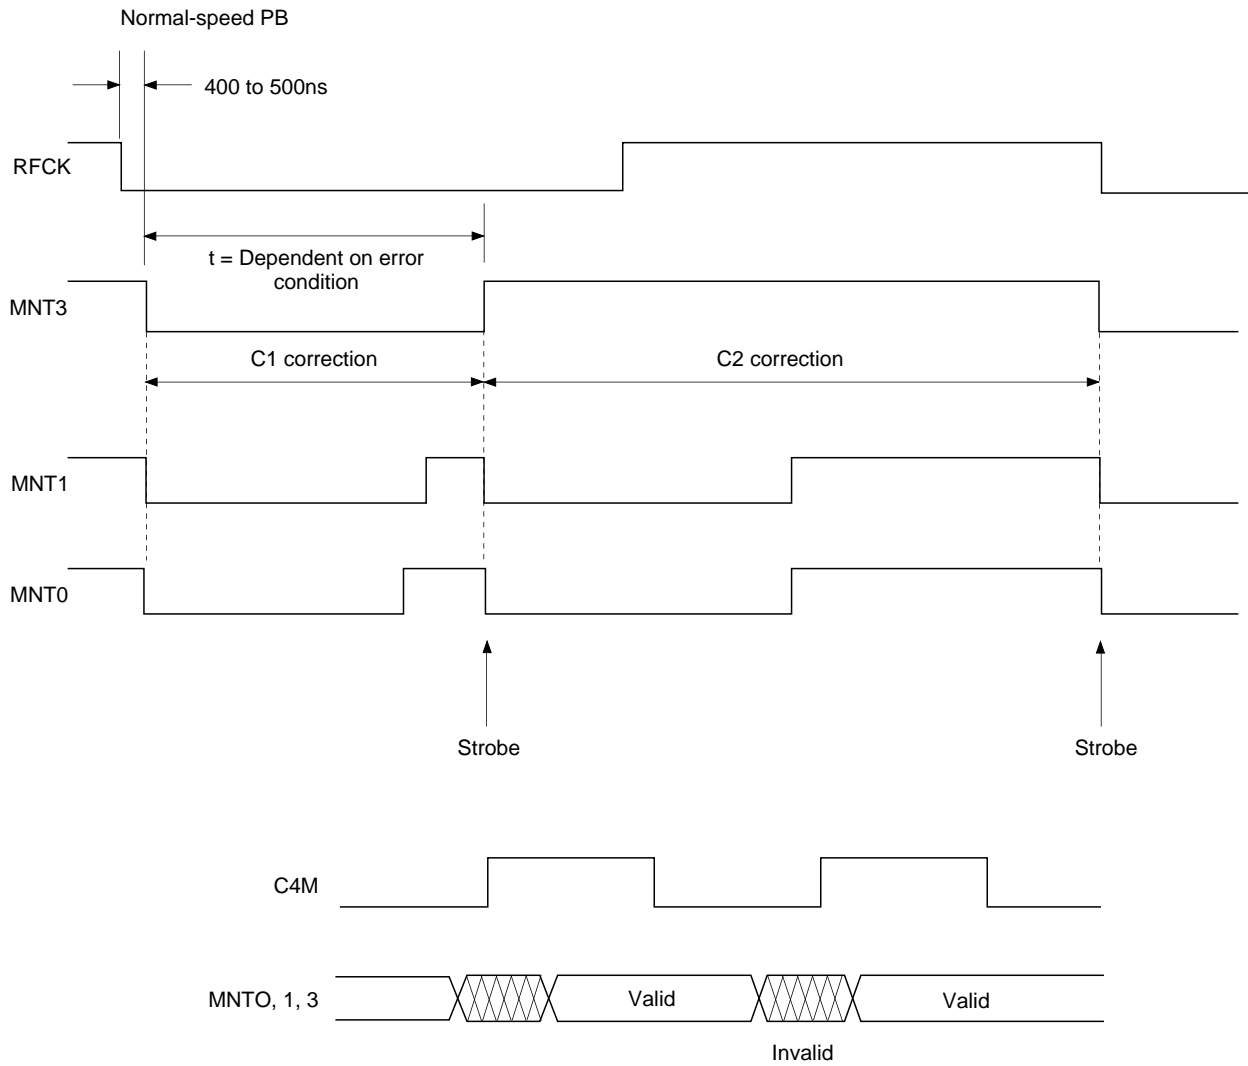 Normal-speed PB
400 to 500ns
RFCK
t = Dependent on error
condition
MNT3
C1 correction
C2 correction
MNT1
MNT0
Strobe
Strobe
C4M
MNTO, 1, 3
Valid
Valid
Invalid